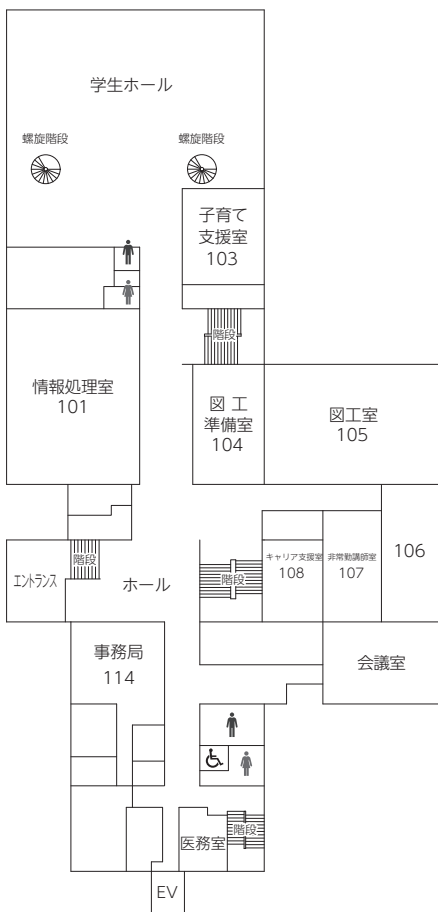 学生ホール
螺旋階段
螺旋階段
子育て
支援室
103
階段
情報処理室
101
図 工
準備室
104
図工室
105
エントランス
階段
ホール
階段
キャリア支援室
108
非常勤講師室
107
106
事務局
114
会議室
医務室
階段
EV